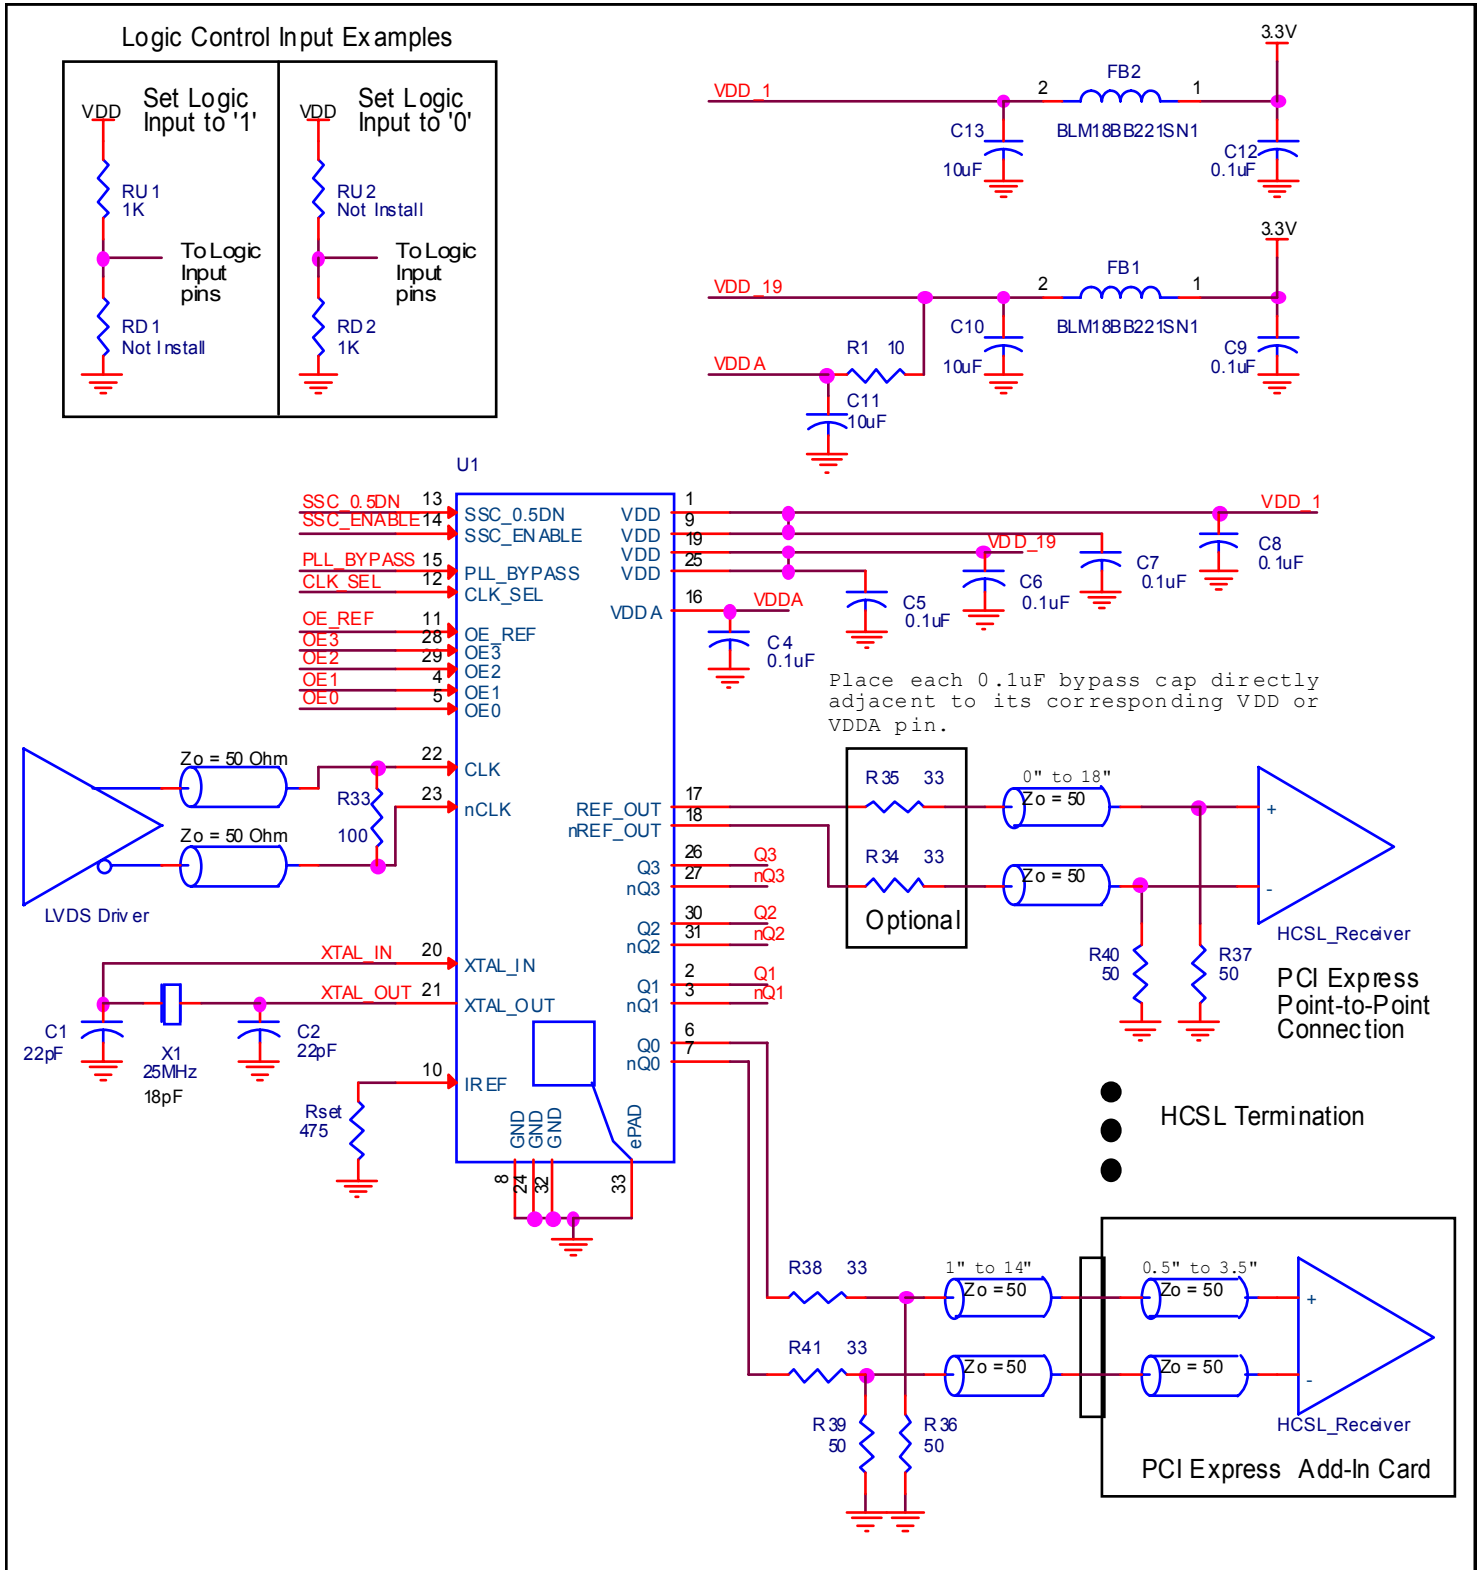 Logic Control Input Examples
VDD
Set Logic
Input to '1'
RU1
1K
To Logic
Input
pins
RD1
Not Install
VDD
Set Logic
Input to '0'
RU2
Not Install
To Logic
Input
pins
RD2
1K
3.3V
VDD_1
2
FB2
1
BLM18BB221SN1
C13
10uF
C12
0.1uF
3.3V
VDD_19
2
FB1
1
BLM18BB221SN1
C10
10uF
C9
0.1uF
VDDA
R1 10
C11
10uF
U1
SSC_0.5DN 13
SSC_ENABLE 14
PLL_BYPASS 15
CLK_SEL 12
OE_REF 11
OE3 28
OE2 29
OE1 4
OE0 5
SSC_0.5DN
SSC_ENABLE
PLL_BYPASS
CLK_SEL
OE_REF
OE3
OE2
OE1
OE0
VDD 1
VDD 9
VDD 19
VDD 25
VDDA 16
VDD_1
VDD_19
VDDA
C8
0.1uF
C7
0.1uF
C6
0.1uF
C5
0.1uF
C4
0.1uF
Place each 0.1uF bypass cap directly
adjacent to its corresponding VDD or
VDDA pin.
Zo = 50 Ohm
22
CLK
R33
100
23
nCLK
Zo = 50 Ohm
LVDS Driver
REF_OUT 17
nREF_OUT 18
R35 33
R34 33
Optional
0" to 18"
Zo = 50
Zo = 50
+
-
HCSL_Receiver
R40
50
R37
50
PCI Express
Point-to-Point
Connection
Q3 26 Q3
nQ3 27 nQ3
Q2 30 Q2
nQ2 31 nQ2
Q1 2 Q1
nQ1 3 nQ1
Q0 6
nQ0 7
XTAL_IN 20
XTAL_IN
XTAL_OUT 21
XTAL_OUT
C1
22pF
X1
25MHz
18pF
C2
22pF
10
IREF
Rset
475
GND
GND
GND
ePAD
8
24
32
33
HCSL Termination
R38 33
R41 33
1" to 14"
Zo = 50
Zo = 50
0.5" to 3.5"
Zo = 50
Zo = 50
+
-
R39
50
R36
50
HCSL_Receiver
PCI Express Add-In Card